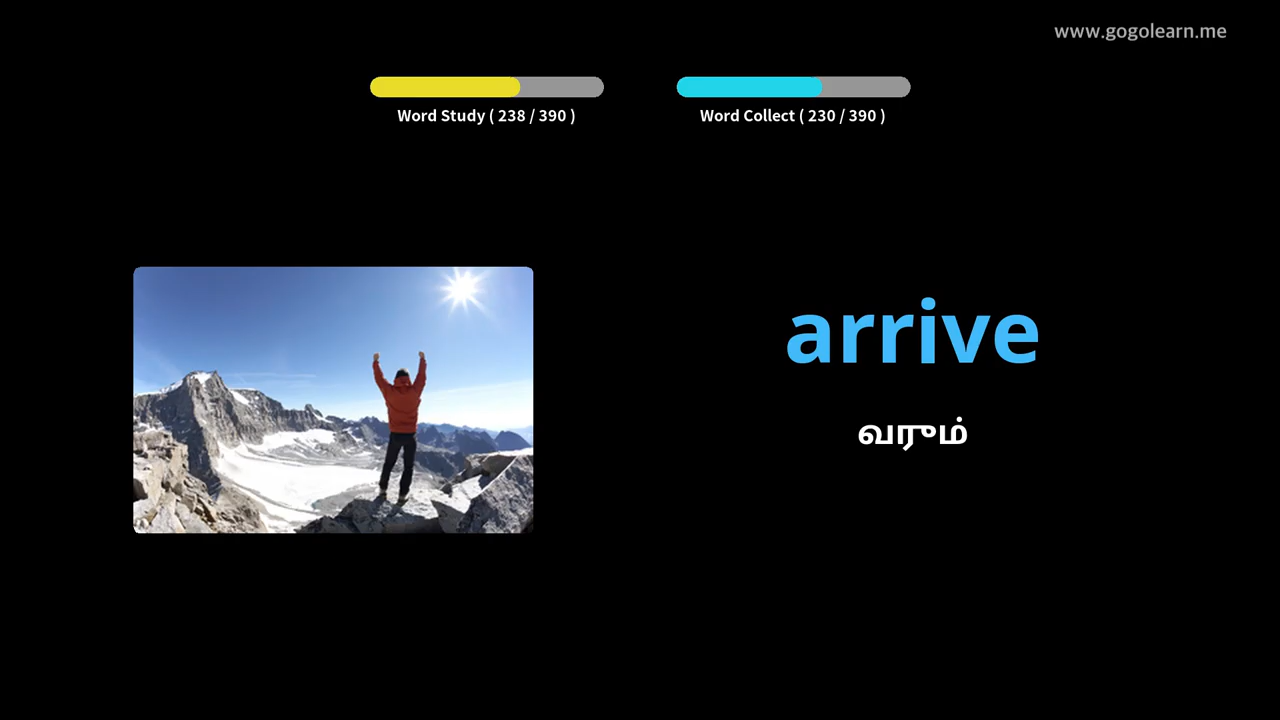 www.gogolearn.me
Word Study ( 238 / 390 )
Word Collect ( 230 / 390 )
arrive
வரும்